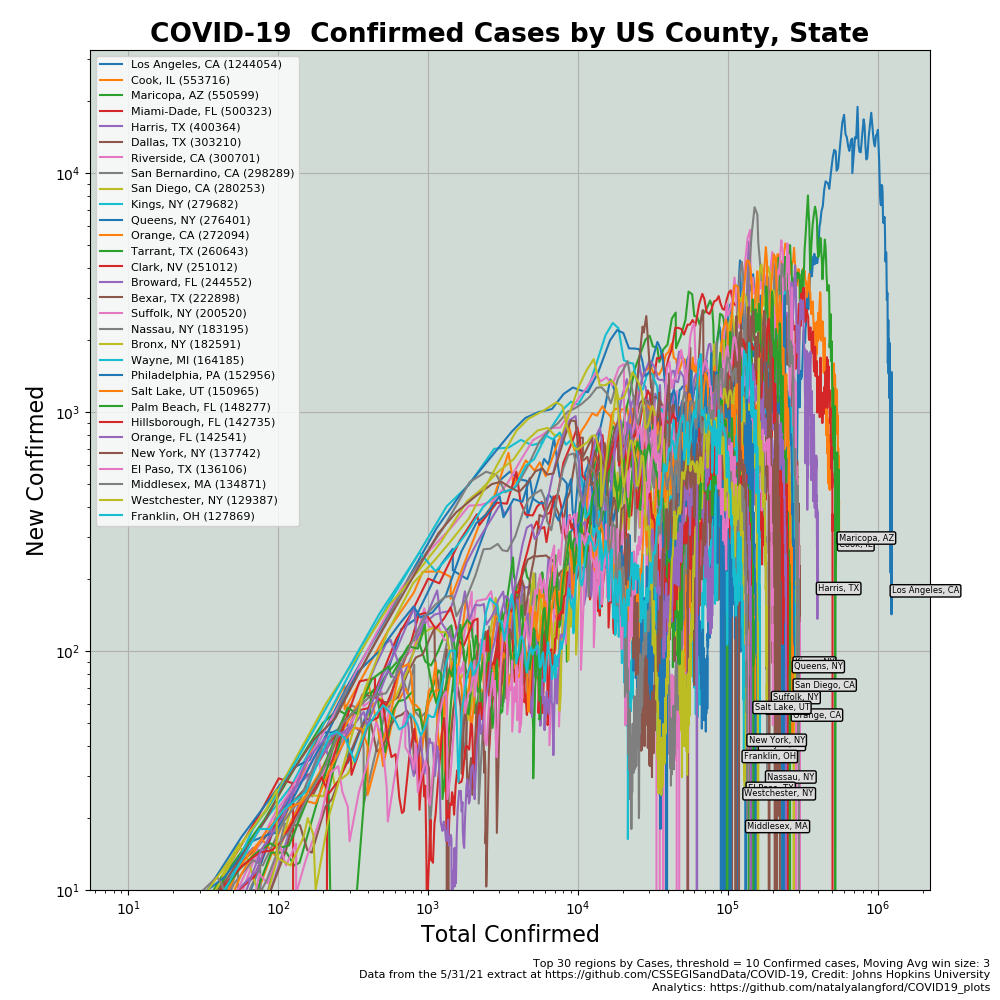 COVID-19  Confirmed Cases by US County, State
Los Angeles, CA (1244054)
Cook, IL (553716)
Maricopa, AZ (550599)
Miami-Dade, FL (500323)
Harris, TX (400364)
Dallas, TX (303210)
Riverside, CA (300701)
San Bernardino, CA (298289)
San Diego, CA (280253)
Kings, NY (279682)
Queens, NY (276401)
Orange, CA (272094)
Tarrant, TX (260643)
Clark, NV (251012)
Broward, FL (244552)
Bexar, TX (222898)
Suffolk, NY (200520)
Nassau, NY (183195)
Bronx, NY (182591)
Wayne, MI (164185)
Philadelphia, PA (152956)
Salt Lake, UT (150965)
Palm Beach, FL (148277)
Hillsborough, FL (142735)
Orange, FL (142541)
New York, NY (137742)
El Paso, TX (136106)
Middlesex, MA (134871)
Westchester, NY (129387)
Franklin, OH (127869)
New Confirmed
10^4
10^3
10^2
10^1
Maricopa, AZ
Harris, TX
Los Angeles, CA
Queens, NY
San Diego, CA
Suffolk, NY
Salt Lake, UT
Orange, CA
New York, NY
Franklin, OH
Nassau, NY
Westchester, NY
Middlesex, MA
10^1 10^2 10^3 10^4 10^5 10^6
Total Confirmed
Top 30 regions by Cases, threshold = 10 Confirmed cases, Moving Avg win size: 3
Data from the 5/31/21 extract at https://github.com/CSSEGISandData/COVID-19, Credit: Johns Hopkins University
Analytics: https://github.com/natalyalangford/COVID19_plots